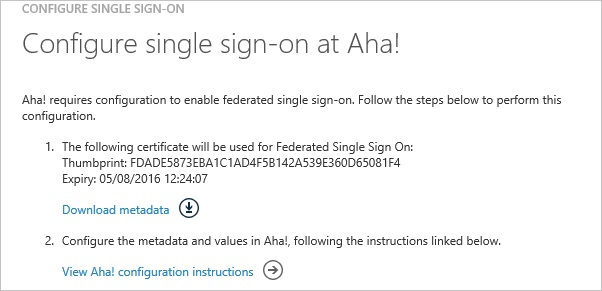 CONFIGURE SINGLE SIGN-ON
Configure single sign-on at Aha!
Aha! requires configuration to enable federated single sign-on. Follow the steps below to perform this
configuration.
1. The following certificate will be used for Federated Single Sign On:
Thumbprint: FDADE5873EBA1C1AD4F5B142A539E360D65081F4
Expiry: 05/08/2016 12:24:07
Download metadata
2. Configure the metadata and values in Aha!, following the instructions linked below.
View Aha! configuration instructions